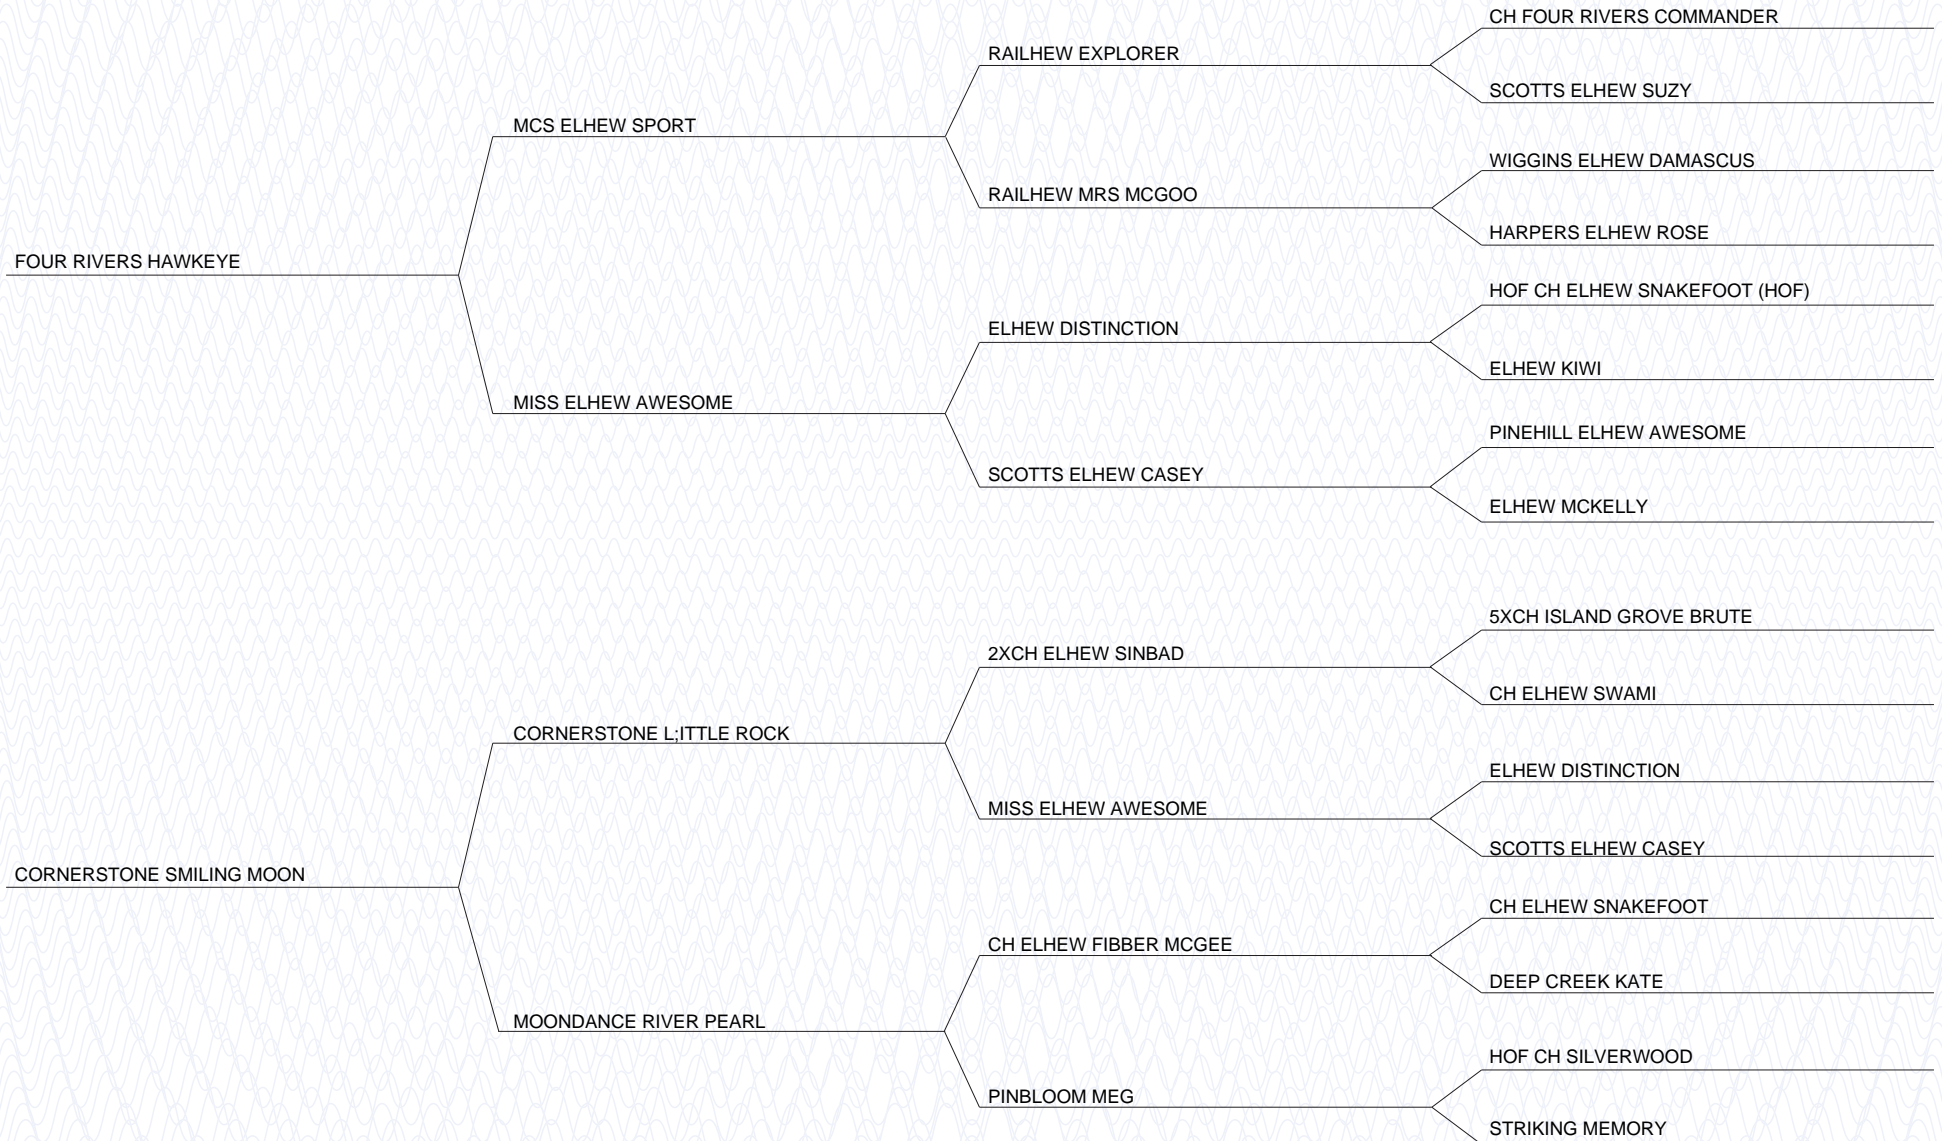 CH FOUR RIVERS COMMANDER
RAILHEW EXPLORER
SCOTTS ELHEW SUZY
MCS ELHEW SPORT
WIGGINS ELHEW DAMASCUS
RAILHEW MRS MCGOO
HARPERS ELHEW ROSE
FOUR RIVERS HAWKEYE
HOF CH ELHEW SNAKEFOOT (HOF)
ELHEW DISTINCTION
ELHEW KIWI
MISS ELHEW AWESOME
PINEHILL ELHEW AWESOME
SCOTTS ELHEW CASEY
ELHEW MCKELLY
5XCH ISLAND GROVE BRUTE
2XCH ELHEW SINBAD
CH ELHEW SWAMI
CORNERSTONE L;ITTLE ROCK
ELHEW DISTINCTION
MISS ELHEW AWESOME
SCOTTS ELHEW CASEY
CORNERSTONE SMILING MOON
CH ELHEW SNAKEFOOT
CH ELHEW FIBBER MCGEE
DEEP CREEK KATE
MOONDANCE RIVER PEARL
HOF CH SILVERWOOD
PINBLOOM MEG
STRIKING MEMORY